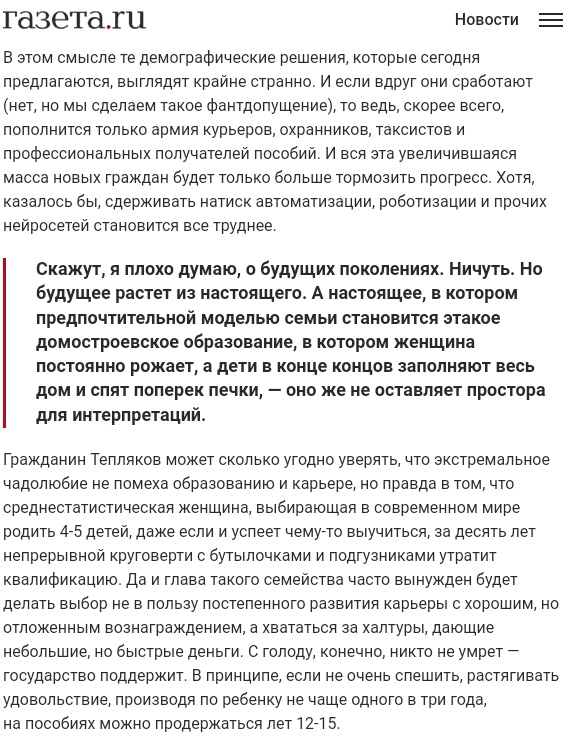 газета.ru
Новости
В этом смысле те демографические решения, которые сегодня
предлагаются, выглядят крайне странно. И если вдруг они сработают
(нет, но мы сделаем такое фантдопущение), то ведь, скорее всего,
пополнится только армия курьеров, охранников, таксистов и
профессиональных получателей пособий. И вся эта увеличившаяся
масса новых граждан будет только больше тормозить прогресс. Хотя,
казалось бы, сдерживать натиск автоматизации, роботизации и прочих
нейросетей становится все труднее.
Скажут, я плохо думаю, о будущих поколениях. Ничуть. Но
будущее растет из настоящего. А настоящее, в котором
предпочтительной моделью семьи становится этакое
домостроевское образование, в котором женщина
постоянно рожает, а дети в конце концов заполняют весь
дом и спят поперек печки, — оно же не оставляет простора
для интерпретаций.
Гражданин Тепляков может сколько угодно уверять, что экстремальное
чадолюбие не помеха образованию и карьере, но правда в том, что
среднестатистическая женщина, выбирающая в современном мире
родить 4-5 детей, даже если и успеет чему-то выучиться, за десять лет
непрерывной круговерти с бутылочками и подгузниками утратит
квалификацию. Да и глава такого семейства часто вынужден будет
делать выбор не в пользу постепенного развития карьеры с хорошим, но
отложенным вознаграждением, а хвататься за халтуры, дающие
небольшие, но быстрые деньги. С голоду, конечно, никто не умрет —
государство поддержит. В принципе, если не очень спешить, растягивать
удовольствие, производя по ребенку не чаще одного в три года,
на пособиях можно продержаться лет 12-15.